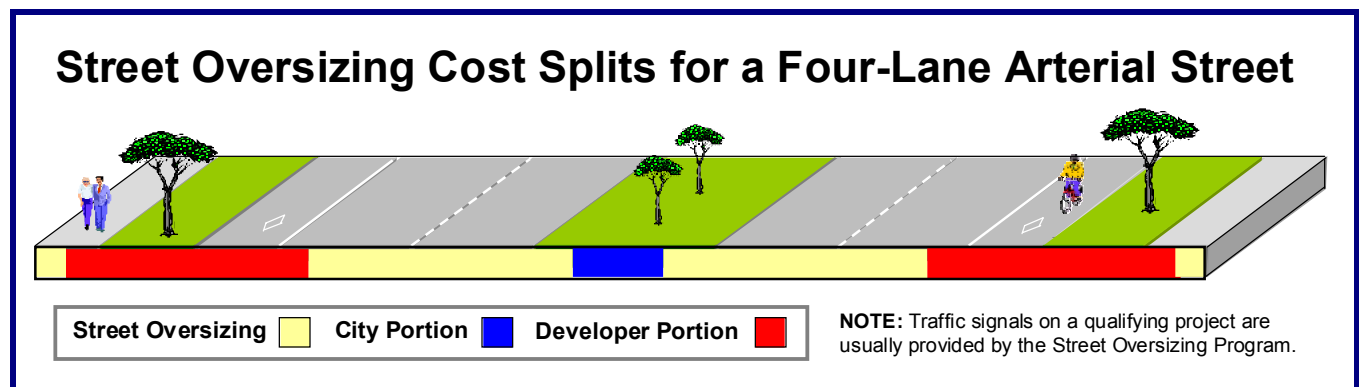 Street Oversizing Cost Splits for a Four-Lane Arterial Street
Street Oversizing City Portion Developer Portion
NOTE: Traffic signals on a qualifying project are
usually provided by the Street Oversizing Program.